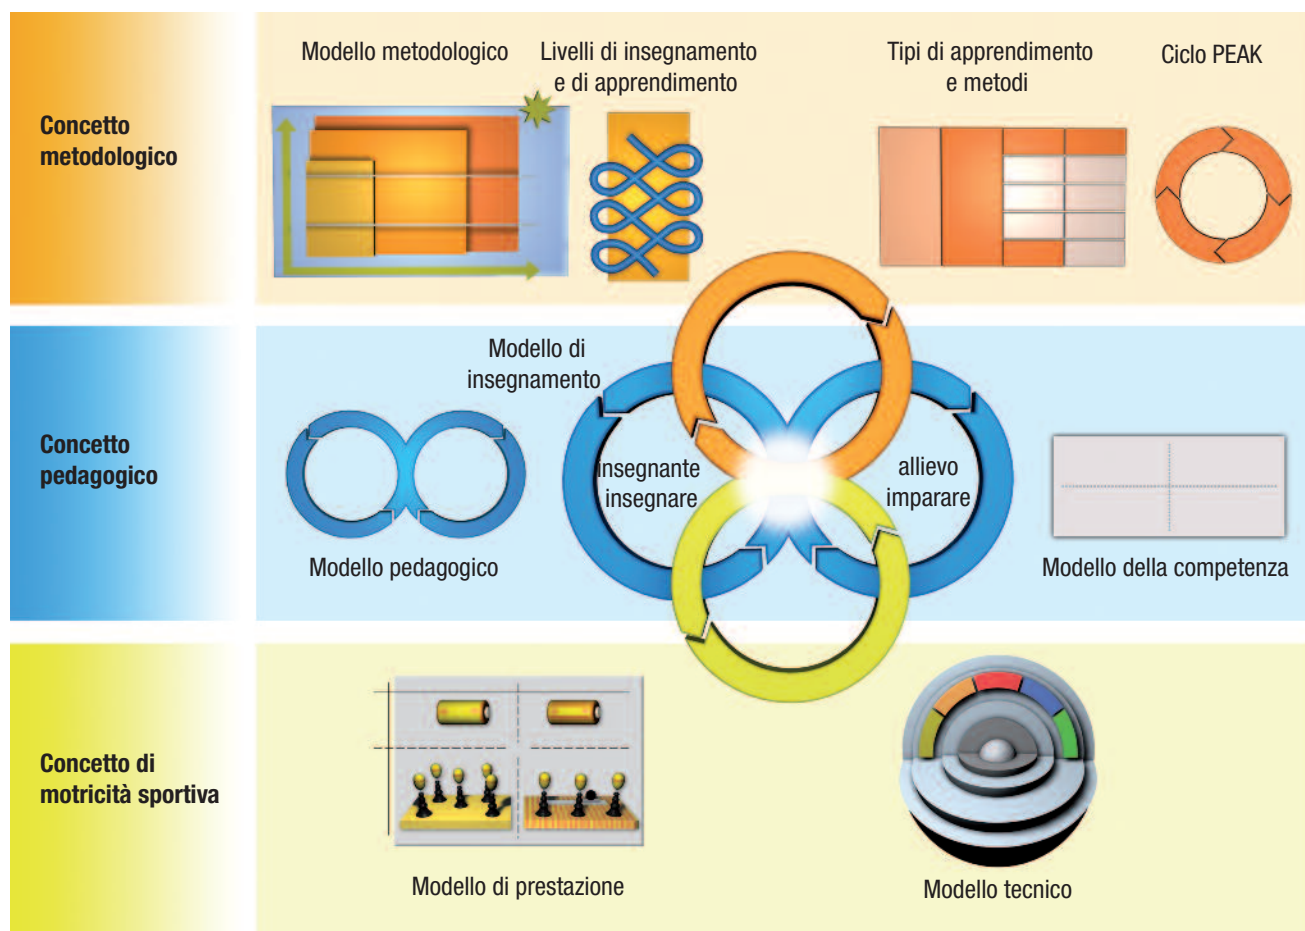 Modello metodologico
Livelli di insegnamento
e di apprendimento
Tipi di apprendimento
e metodi
Ciclo PEAK
Concetto
metodologico
Modello di
insegnamento
Concetto
pedagogico
insegnante
insegnare
allievo
imparare
Modello pedagogico
Modello della competenza
Concetto di
motricità sportiva
Modello di prestazione
Modello tecnico